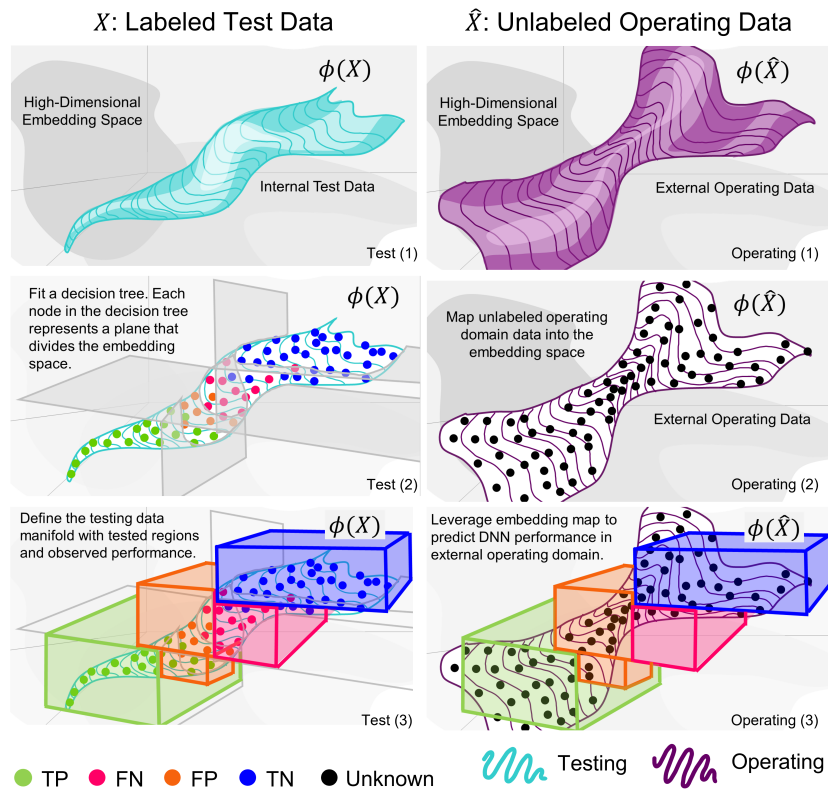 X: Labeled Test Data
X̂: Unlabeled Operating Data
ϕ(X)
High-Dimensional
Embedding Space
Internal Test Data
Test (1)
ϕ(X̂)
High-Dimensional
Embedding Space
External Operating Data
Operating (1)
Fit a decision tree. Each
node in the decision tree
represents a plane that
divides the embedding
space.
ϕ(X)
Test (2)
Map unlabeled operating
domain data into the
embedding space
ϕ(X̂)
External Operating Data
Operating (2)
Define the testing data
manifold with tested regions
and observed performance.
ϕ(X)
Test (3)
Leverage embedding map to
predict DNN performance in
external operating domain.
ϕ(X̂)
Operating (3)
TP
FN
FP
TN
Unknown
Testing
Operating